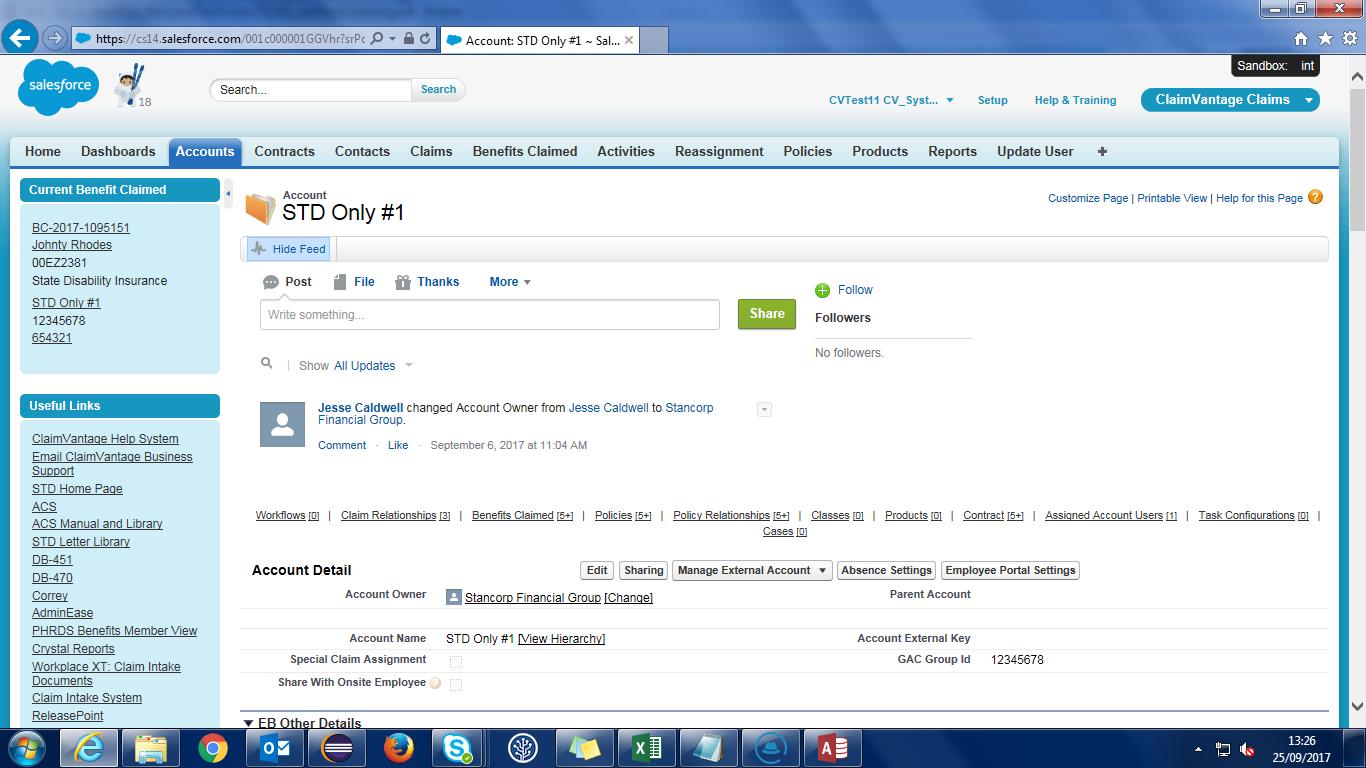 https://cs14.salesforce.com/001c000001GGVhr?srPc
Account: STD Only #1 ~ Sal...
Sandbox: int
salesforce
18
Search...
Search
CVTest11 CV_Syst...
Setup
Help & Training
ClaimVantage Claims
Home Dashboards Accounts Contracts Contacts Claims Benefits Claimed Activities Reassignment Policies Products Reports Update User
Current Benefit Claimed
BC-2017-1095151
Johnty Rhodes
00EZ2381
State Disability Insurance
STD Only #1
12345678
654321
Useful Links
ClaimVantage Help System
Email ClaimVantage Business
Support
STD Home Page
ACS
ACS Manual and Library
STD Letter Library
DB-451
DB-470
Correy
AdminEase
PHRDS Benefits Member View
Crystal Reports
Workplace XT: Claim Intake
Documents
Claim Intake System
ReleasePoint
Account
STD Only #1
Customize Page | Printable View | Help for this Page
Hide Feed
Post File Thanks More
Write something...
Share
Follow
Followers
No followers.
Show All Updates
Jesse Caldwell changed Account Owner from Jesse Caldwell to Stancorp
Financial Group.
Comment · Like · September 6, 2017 at 11:04 AM
Workflows [0] | Claim Relationships [3] | Benefits Claimed [5+] | Policies [5+] | Policy Relationships [5+] | Classes [0] | Products [0] | Contract [5+] | Assigned Account Users [1] | Task Configurations [0] |
Cases [0]
Account Detail
Edit Sharing Manage External Account Absence Settings Employee Portal Settings
Account Owner Stancorp Financial Group [Change] Parent Account
Account Name STD Only #1 [View Hierarchy] Account External Key
Special Claim Assignment GAC Group Id 12345678
Share With Onsite Employee
EB Other Details
13:26
25/09/2017